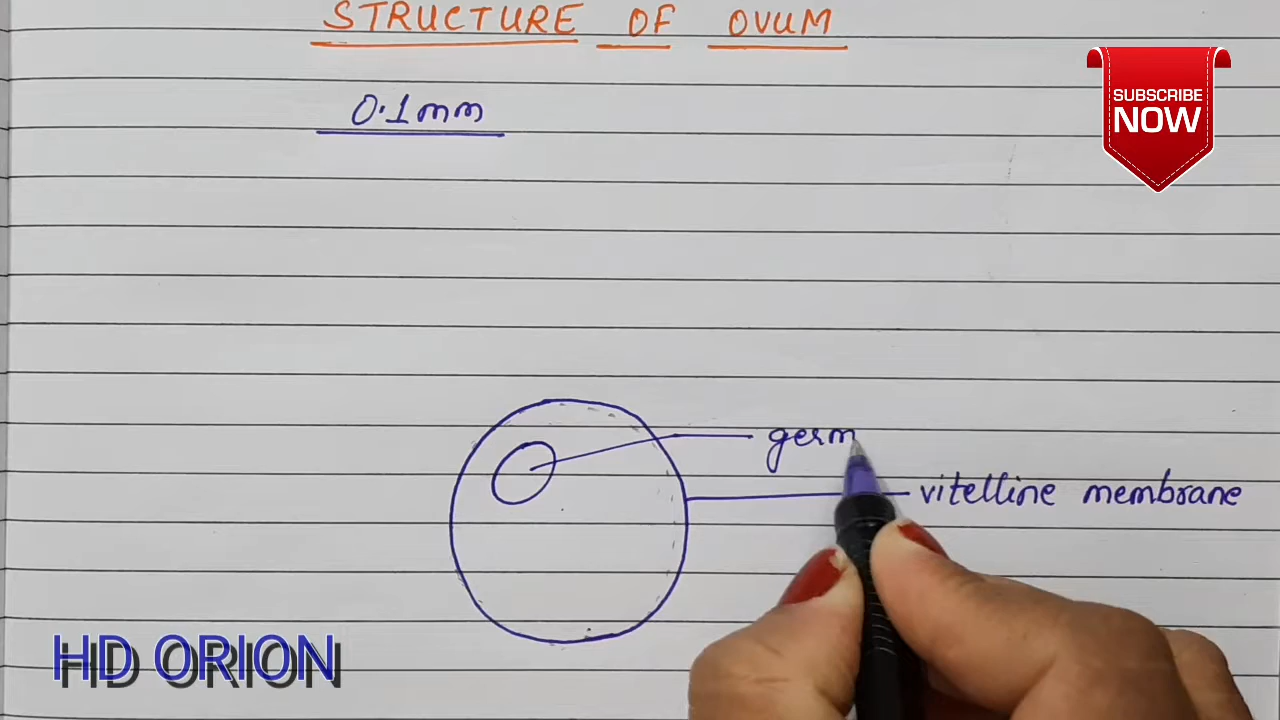 STRUCTURE OF OVUM
0.1mm
SUBSCRIBE
NOW
germ
vitelline membrane
HD ORION